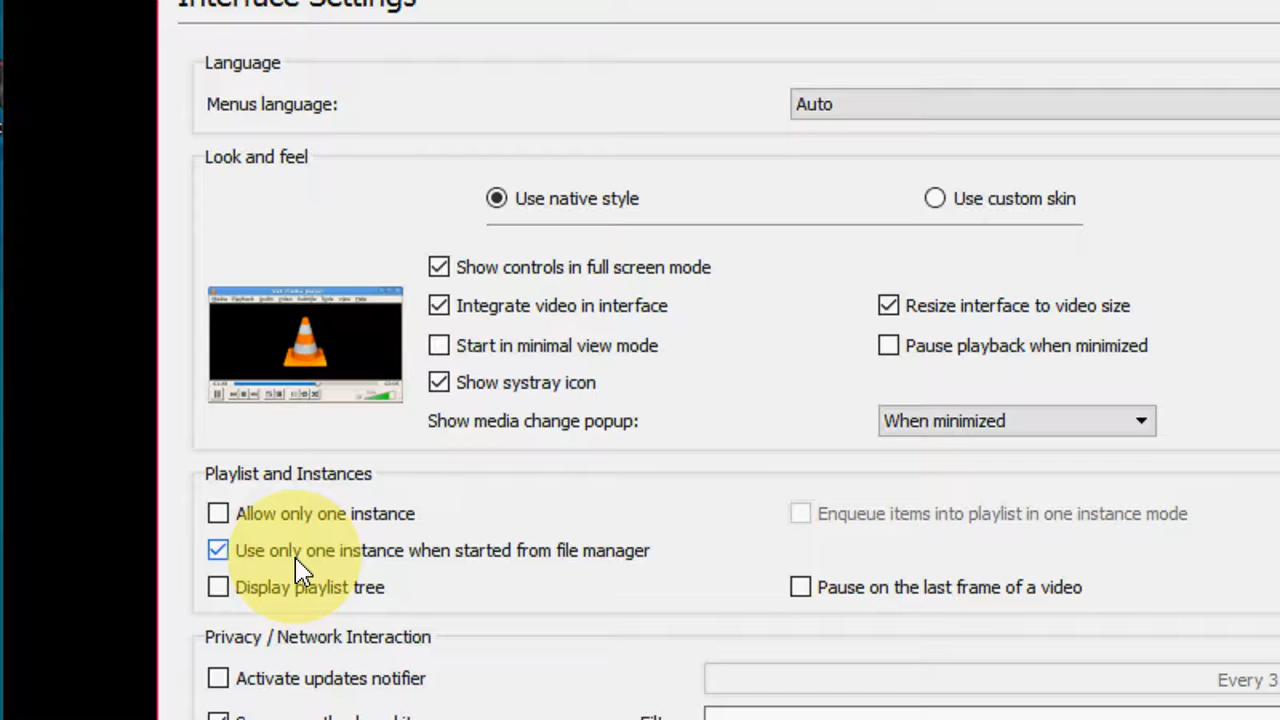 Interface Settings
Language
Menus language: Auto
Look and feel
Use native style Use custom skin
Show controls in full screen mode
Integrate video in interface Resize interface to video size
Start in minimal view mode Pause playback when minimized
Show systray icon
Show media change popup: When minimized
Playlist and Instances
Allow only one instance Enqueue items into playlist in one instance mode
Use only one instance when started from file manager
Display playlist tree Pause on the last frame of a video
Privacy / Network Interaction
Activate updates notifier Every 3